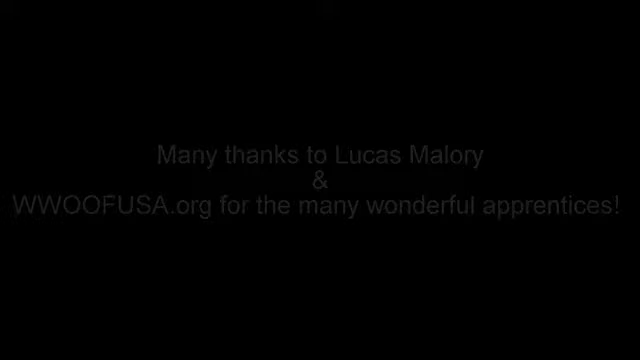 Many thanks to Lucas Malory
&
WWOOFUSA.org for the many wonderful apprentices!